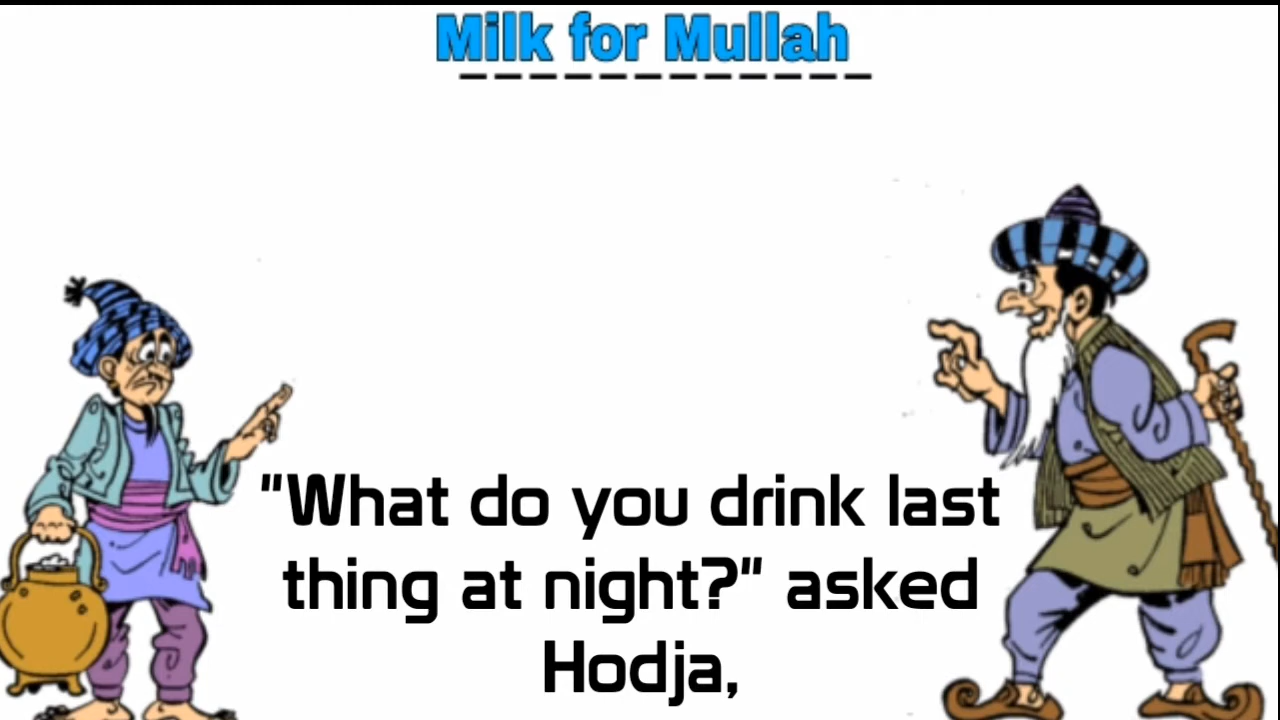 Milk for Mullah
"What do you drink last
thing at night?" asked
Hodja,